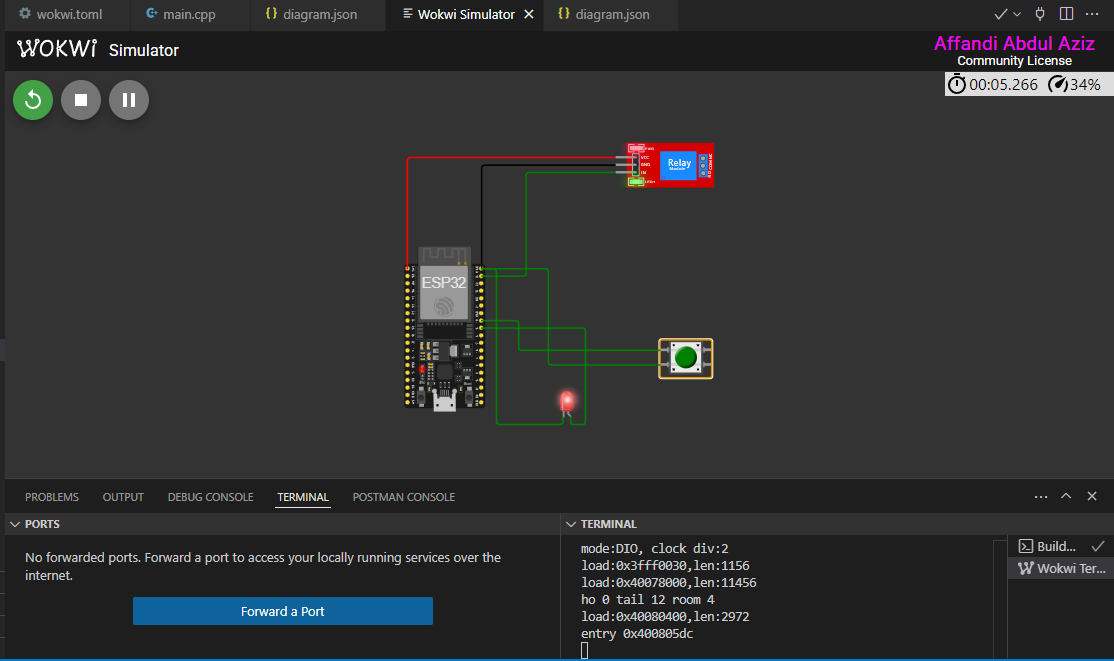 wokwi.toml
main.cpp
diagram.json
Wokwi Simulator
diagram.json
WOKWi Simulator
Affandi Abdul Aziz
Community License
00:05.266 34%
VCC
GND
IN
Relay
Module
ESP32
PROBLEMS OUTPUT DEBUG CONSOLE TERMINAL POSTMAN CONSOLE
PORTS
No forwarded ports. Forward a port to access your locally running services over the
internet.
Forward a Port
TERMINAL
mode:DIO, clock div:2
load:0x3fff0030,len:1156
load:0x40078000,len:11456
ho 0 tail 12 room 4
load:0x40080400,len:2972
entry 0x400805dc
Build...
Wokwi Ter...